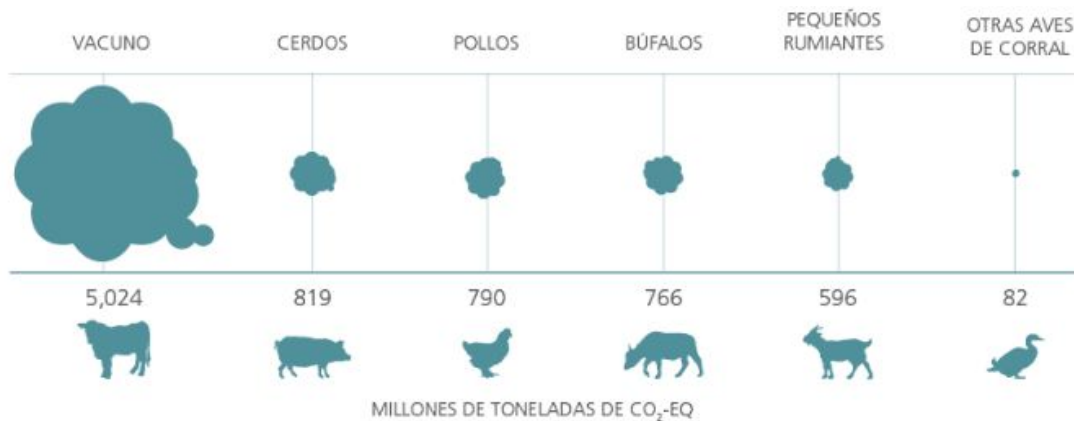 VACUNO
CERDOS
POLLOS
BÚFALOS
PEQUEÑOS
RUMIANTES
OTRAS AVES
DE CORRAL
5,024
819
790
766
596
82
MILLONES DE TONELADAS DE CO₂-EQ